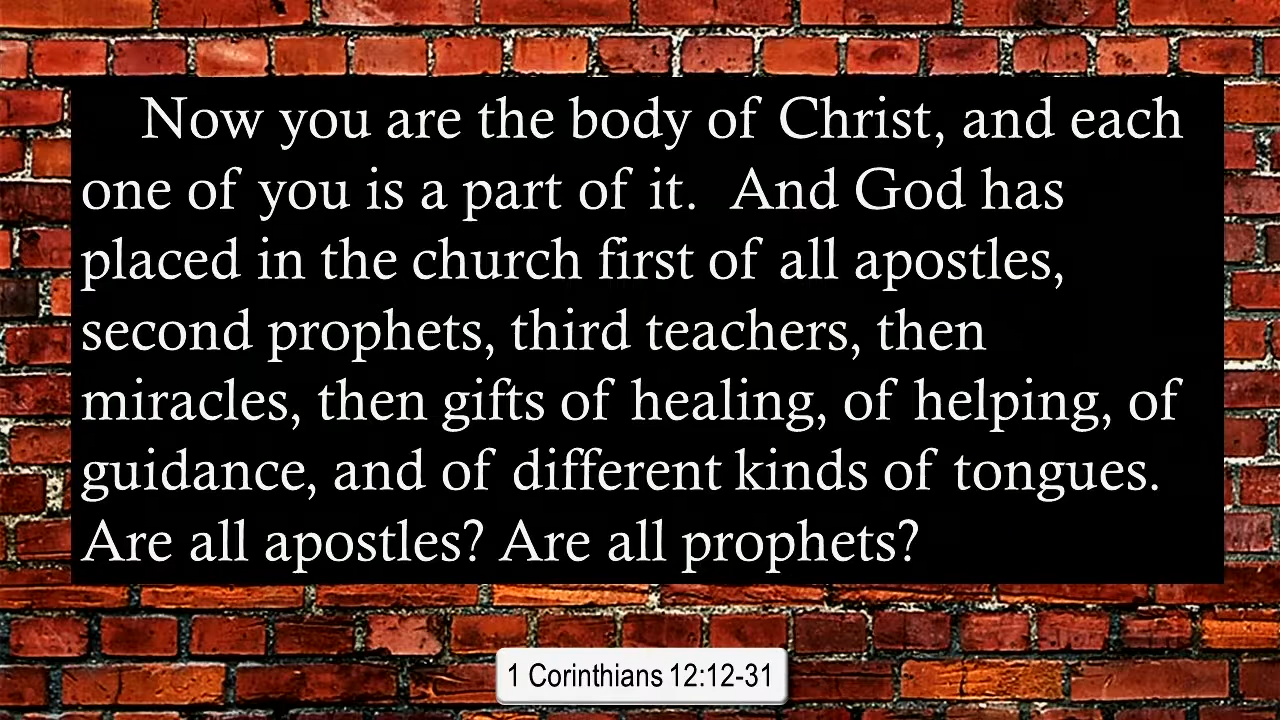 Now you are the body of Christ, and each
one of you is a part of it.  And God has
placed in the church first of all apostles,
second prophets, third teachers, then
miracles, then gifts of healing, of helping, of
guidance, and of different kinds of tongues.
Are all apostles? Are all prophets?
1 Corinthians 12:12-31